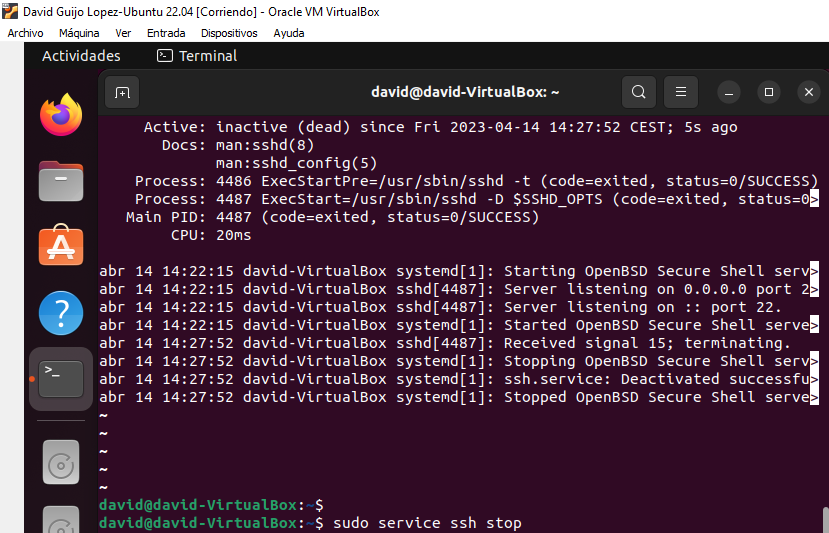 David Guijo Lopez-Ubuntu 22.04 [Corriendo] - Oracle VM VirtualBox
Archivo Máquina Ver Entrada Dispositivos Ayuda
Actividades Terminal
david@david-VirtualBox: ~
Active: inactive (dead) since Fri 2023-04-14 14:27:52 CEST; 5s ago
Docs: man:sshd(8)
man:sshd_config(5)
Process: 4486 ExecStartPre=/usr/sbin/sshd -t (code=exited, status=0/SUCCESS)
Process: 4487 ExecStart=/usr/sbin/sshd -D $SSHD_OPTS (code=exited, status=0>
Main PID: 4487 (code=exited, status=0/SUCCESS)
CPU: 20ms
abr 14 14:22:15 david-VirtualBox systemd[1]: Starting OpenBSD Secure Shell serv>
abr 14 14:22:15 david-VirtualBox sshd[4487]: Server listening on 0.0.0.0 port 2>
abr 14 14:22:15 david-VirtualBox sshd[4487]: Server listening on :: port 22.
abr 14 14:22:15 david-VirtualBox systemd[1]: Started OpenBSD Secure Shell serve>
abr 14 14:27:52 david-VirtualBox sshd[4487]: Received signal 15; terminating.
abr 14 14:27:52 david-VirtualBox systemd[1]: Stopping OpenBSD Secure Shell serv>
abr 14 14:27:52 david-VirtualBox systemd[1]: ssh.service: Deactivated successfu>
abr 14 14:27:52 david-VirtualBox systemd[1]: Stopped OpenBSD Secure Shell serve>
~
~
~
~
~
david@david-VirtualBox:~$
david@david-VirtualBox:~$ sudo service ssh stop